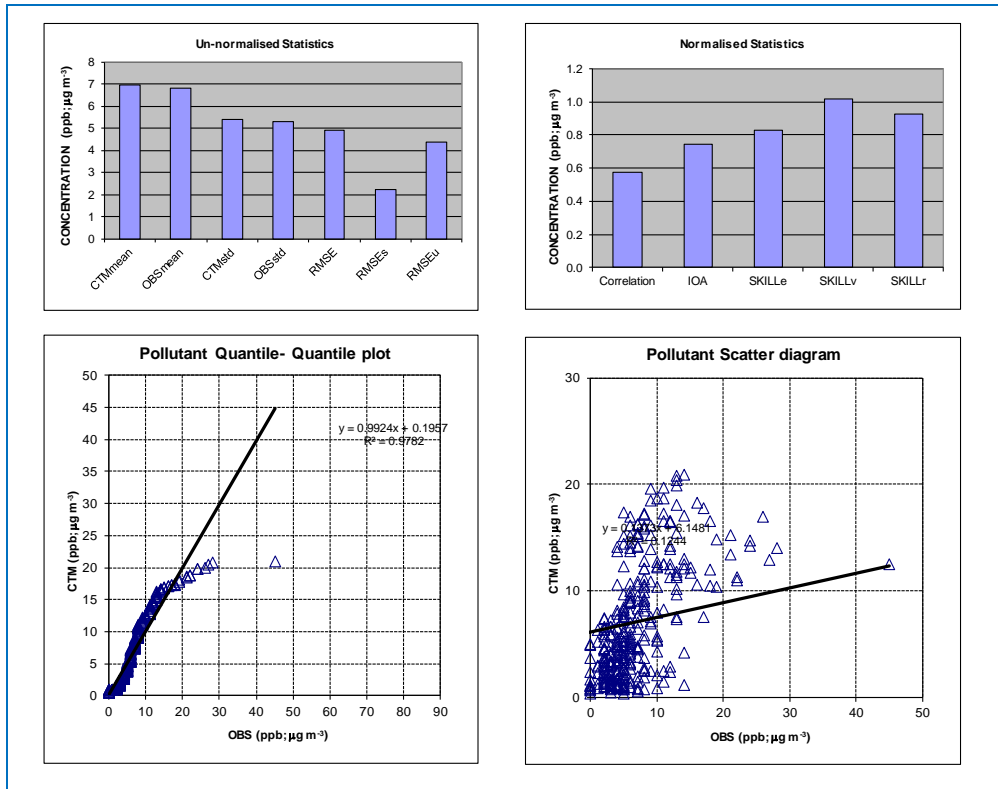 Un-normalised Statistics
CONCENTRATION (ppb; µg m-3)
8
7
6
5
4
3
2
1
0
CTMmean
OBSmean
CTMstd
OBSstd
RMSE
RMSEs
RMSEu
Normalised Statistics
CONCENTRATION (ppb; µg m-3)
1.2
1.0
0.8
0.6
0.4
0.2
0.0
Correlation IOA SKILLe SKILLv SKILLr
Pollutant Quantile- Quantile plot
CTM (ppb; µg m-3)
50
45
40
35
30
25
20
15
10
5
0
y = 0.9924x + 0.1957
R² = 0.9782
0 10 20 30 40 50 60 70 80 90
OBS (ppb; µg m-3)
Pollutant Scatter diagram
CTM (ppb; µg m-3)
30
20
10
0
0 10 20 30 40 50
OBS (ppb; µg m-3)